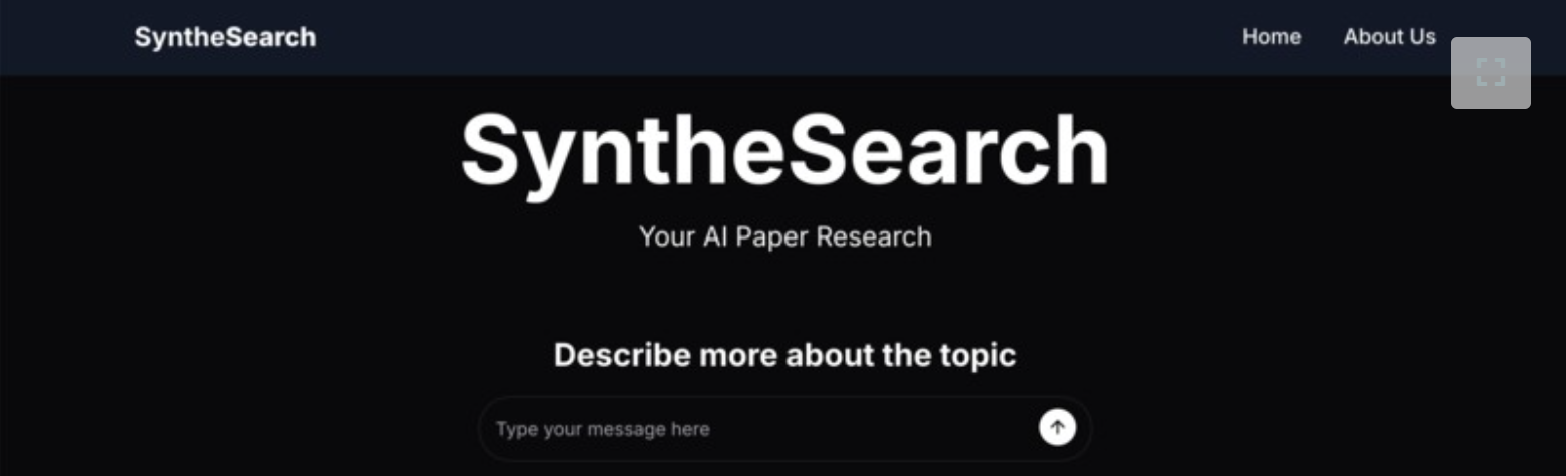 SyntheSearch
Home
About Us
SyntheSearch
Your AI Paper Research
Describe more about the topic
Type your message here